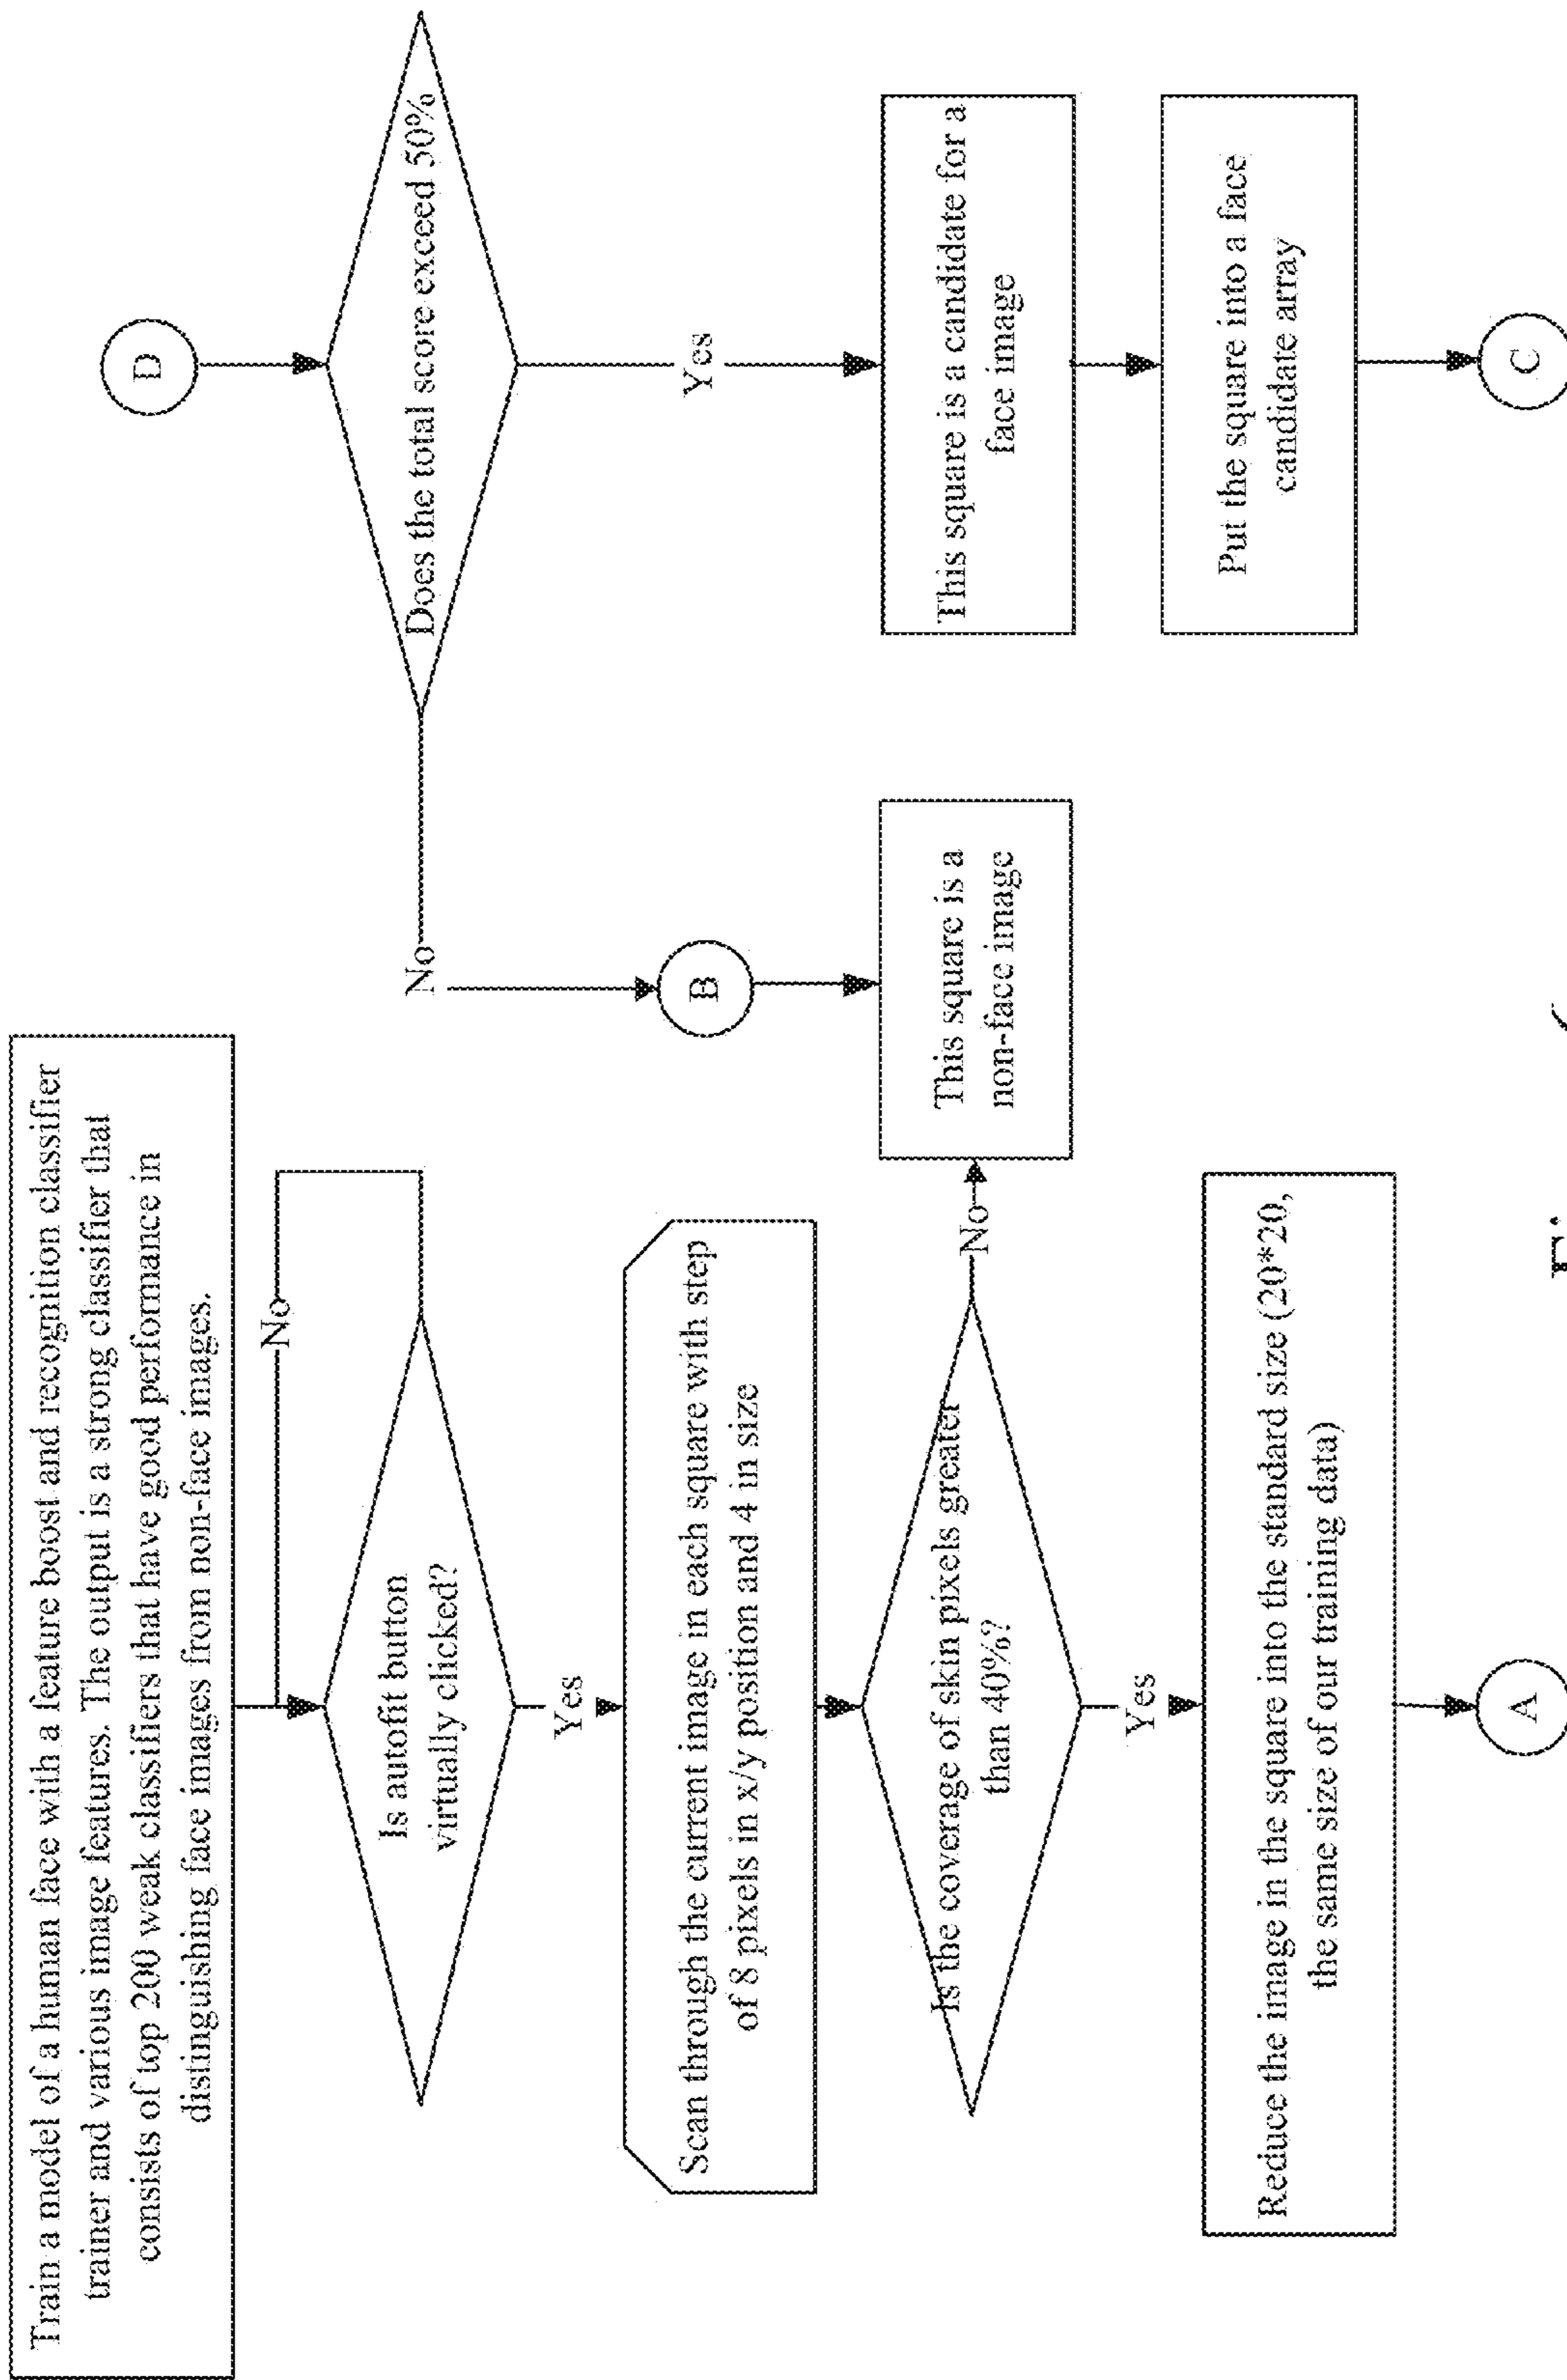 Train a model of a human face with a feature boost and recognition classifier
trainer and various image features. The output is a strong classifier that
consists of top 200 weak classifiers that have good performance in
distinguishing face images from non-face images.
No
Is autofit button
virtually clicked?
Yes
Scan through the current image in each square with step
of 8 pixels in x/y position and 4 in size
Is the coverage of skin pixels greater
than 40%?
No
Yes
Reduce the image in the square into the standard size (20*20,
the same size of our training data)
A
No
B
This square is a
non-face image
D
Does the total score exceed 50%
Yes
This square is a candidate for a
face image
Put the square into a face
candidate array
C